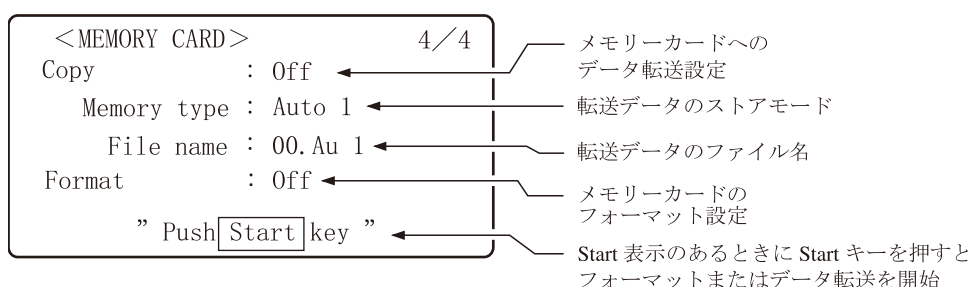 ＜MEMORY CARD＞ 4／4
Copy : Off
Memory type : Auto 1
File name : 00.Au 1
Format : Off
” Push Start key ”
メモリーカードへの
データ転送設定
転送データのストアモード
転送データのファイル名
メモリーカードの
フォーマット設定
Start 表示のあるときに Start キーを押すと
フォーマットまたはデータ転送を開始